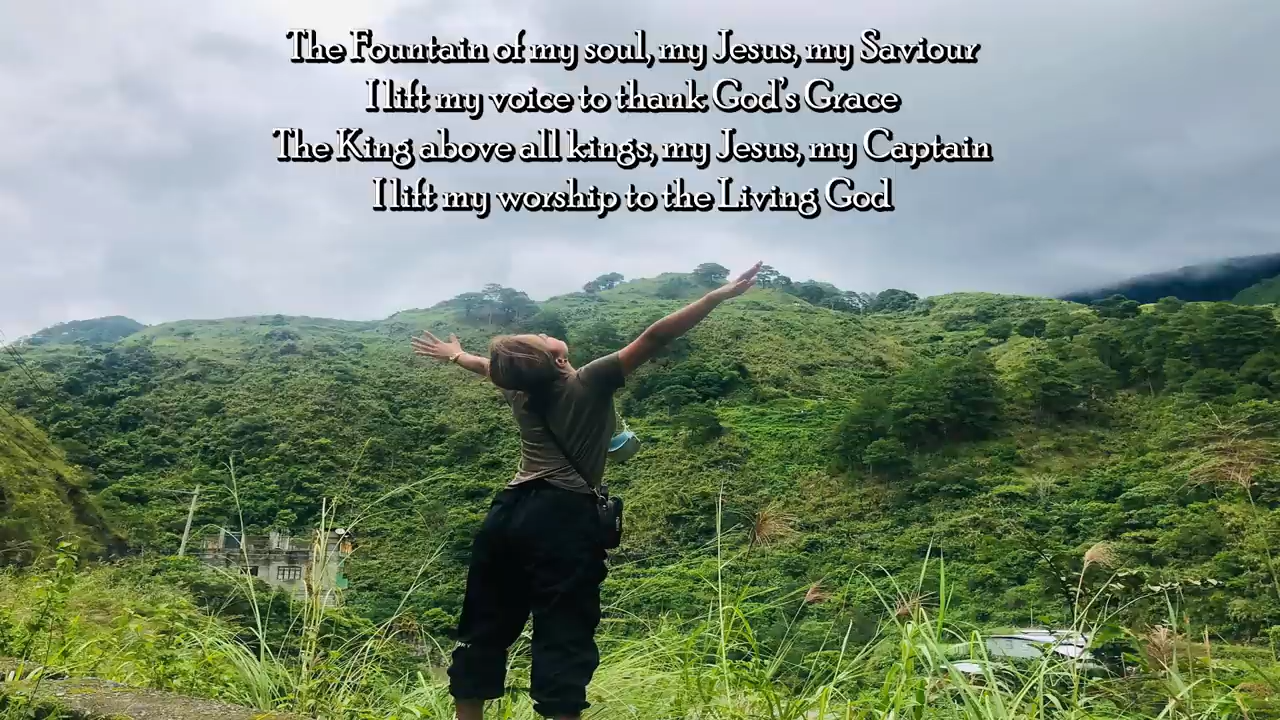 The Fountain of my soul, my Jesus, my Saviour
I lift my voice to thank God's Grace
The King above all kings, my Jesus, my Captain
I lift my worship to the Living God